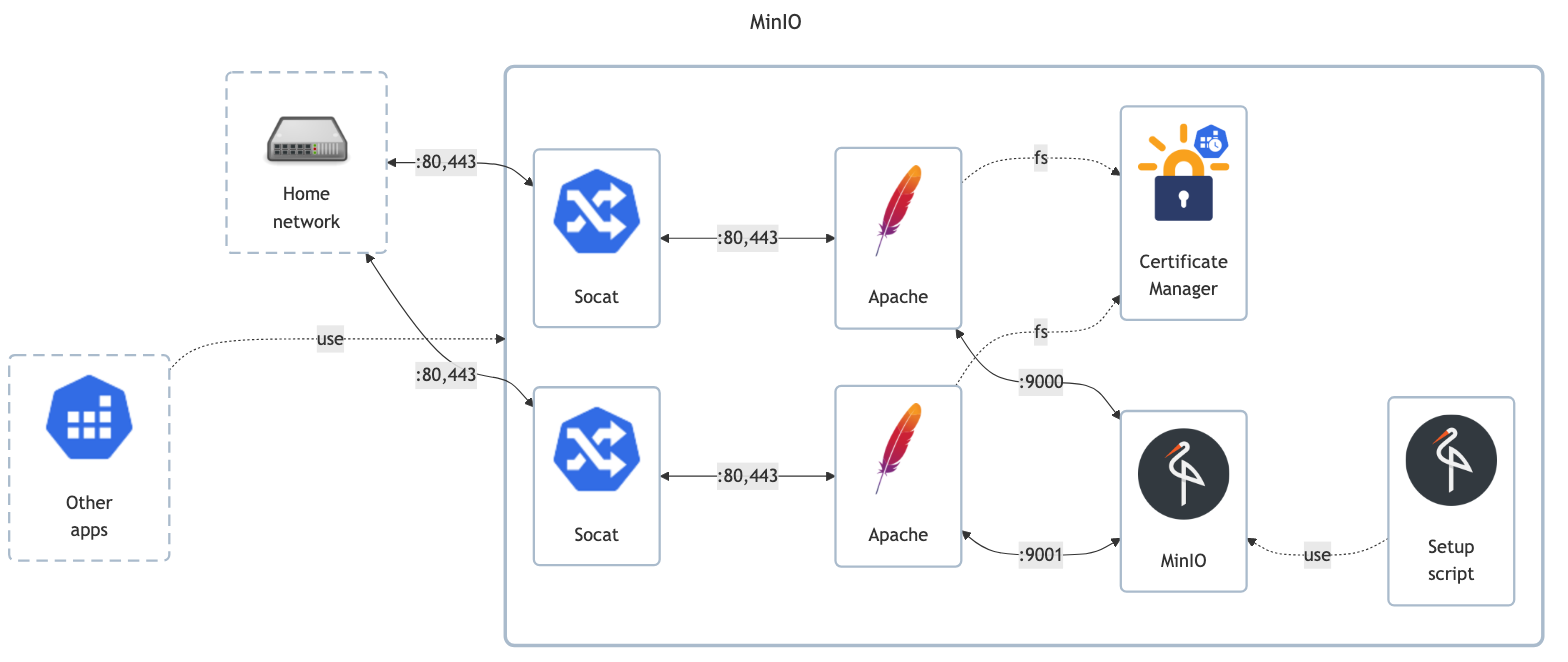 MinIO
Home
network
:80,443
Socat
:80,443
Apache
fs
Certificate
Manager
use
fs
:80,443
:9000
Other
apps
Socat
:80,443
Apache
:9001
MinIO
use
Setup
script